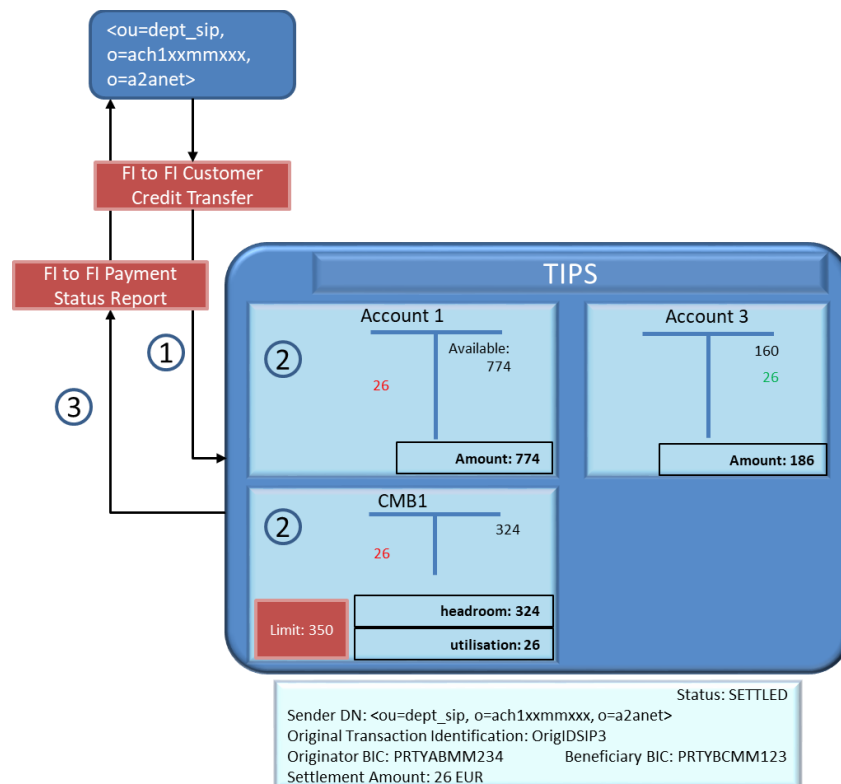 <ou=dept_sip,
o=ach1xxmmxxx,
o=a2anet>
FI to FI Customer
Credit Transfer
FI to FI Payment
Status Report
1
3
TIPS
Account 1
2
Available:
774
26
Amount: 774
Account 3
160
26
Amount: 186
CMB1
2
324
26
Limit: 350
headroom: 324
utilisation: 26
Status: SETTLED
Sender DN: <ou=dept_sip, o=ach1xxmmxxx, o=a2anet>
Original Transaction Identification: OrigIDSIP3
Originator BIC: PRTYABMM234 Beneficiary BIC: PRTYBCMM123
Settlement Amount: 26 EUR